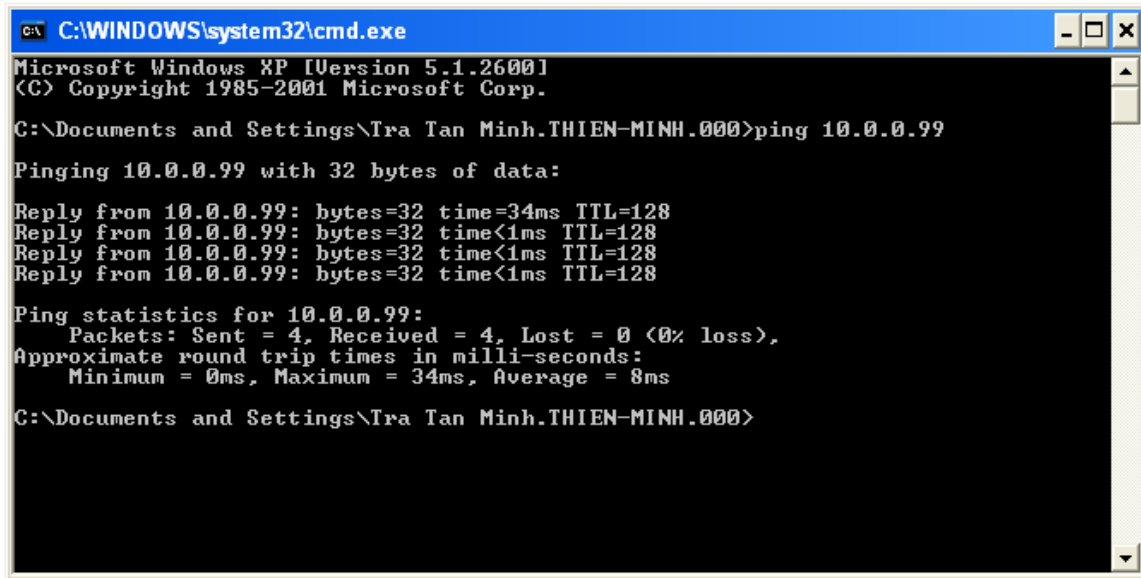 C:\WINDOWS\system32\cmd.exe
Microsoft Windows XP [Version 5.1.2600]
(C) Copyright 1985-2001 Microsoft Corp.
C:\Documents and Settings\Tra Tan Minh.THIEN-MINH.000>ping 10.0.0.99
Pinging 10.0.0.99 with 32 bytes of data:
Reply from 10.0.0.99: bytes=32 time=34ms TTL=128
Reply from 10.0.0.99: bytes=32 time<1ms TTL=128
Reply from 10.0.0.99: bytes=32 time<1ms TTL=128
Reply from 10.0.0.99: bytes=32 time<1ms TTL=128
Ping statistics for 10.0.0.99:
    Packets: Sent = 4, Received = 4, Lost = 0 (0% loss),
Approximate round trip times in milli-seconds:
    Minimum = 0ms, Maximum = 34ms, Average = 8ms
C:\Documents and Settings\Tra Tan Minh.THIEN-MINH.000>